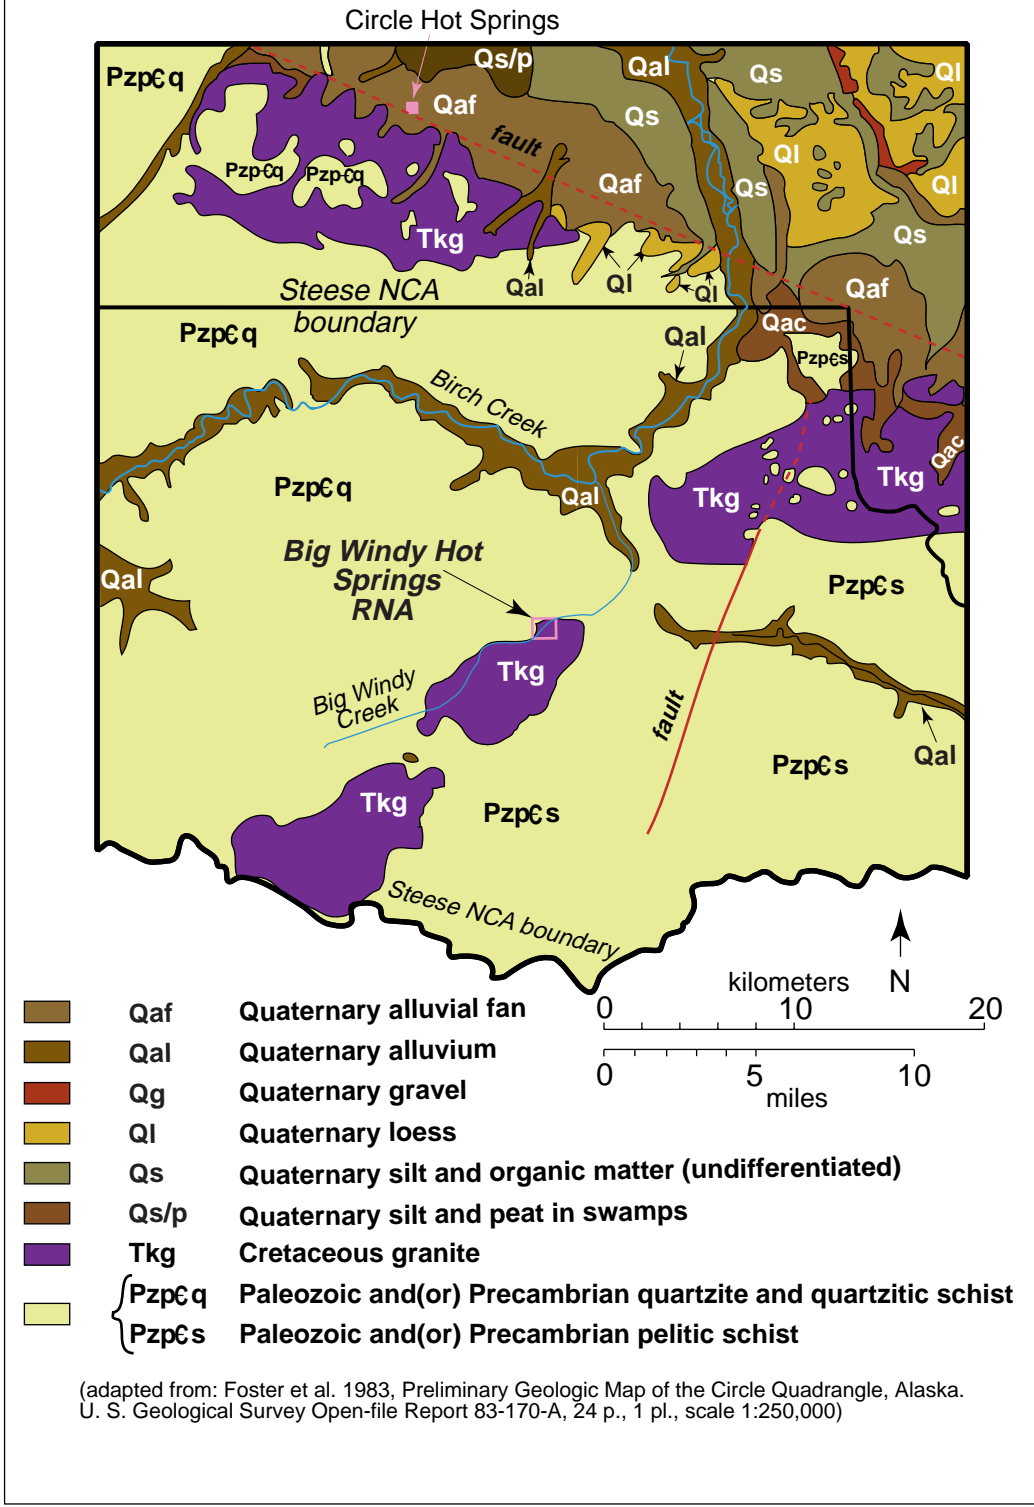 Circle Hot Springs
Pzp€q
Qs/p
Qal
Qs
Ql
Qaf
Qs
fault
Ql
Pzp€q
Pzp€q
Qaf
Qs
Ql
Tkg
Qs
Qal
Ql
Ql
Qaf
Steese NCA
boundary
Pzp€q
Qac
Qal
Pzp€s
Birch Creek
Qac
Pzp€q
Qal
Tkg
Tkg
Big Windy Hot
Springs
RNA
Qal
Pzp€s
Tkg
Big Windy
Creek
fault
Qal
Pzp€s
Tkg
Pzp€s
Steese NCA boundary
N
kilometers
0 10 20
0 5 10
miles
Qaf Quaternary alluvial fan
Qal Quaternary alluvium
Qg Quaternary gravel
Ql Quaternary loess
Qs Quaternary silt and organic matter (undifferentiated)
Qs/p Quaternary silt and peat in swamps
Tkg Cretaceous granite
Pzp€q Paleozoic and(or) Precambrian quartzite and quartzitic schist
Pzp€s Paleozoic and(or) Precambrian pelitic schist
(adapted from: Foster et al. 1983, Preliminary Geologic Map of the Circle Quadrangle, Alaska.
U. S. Geological Survey Open-file Report 83-170-A, 24 p., 1 pl., scale 1:250,000)